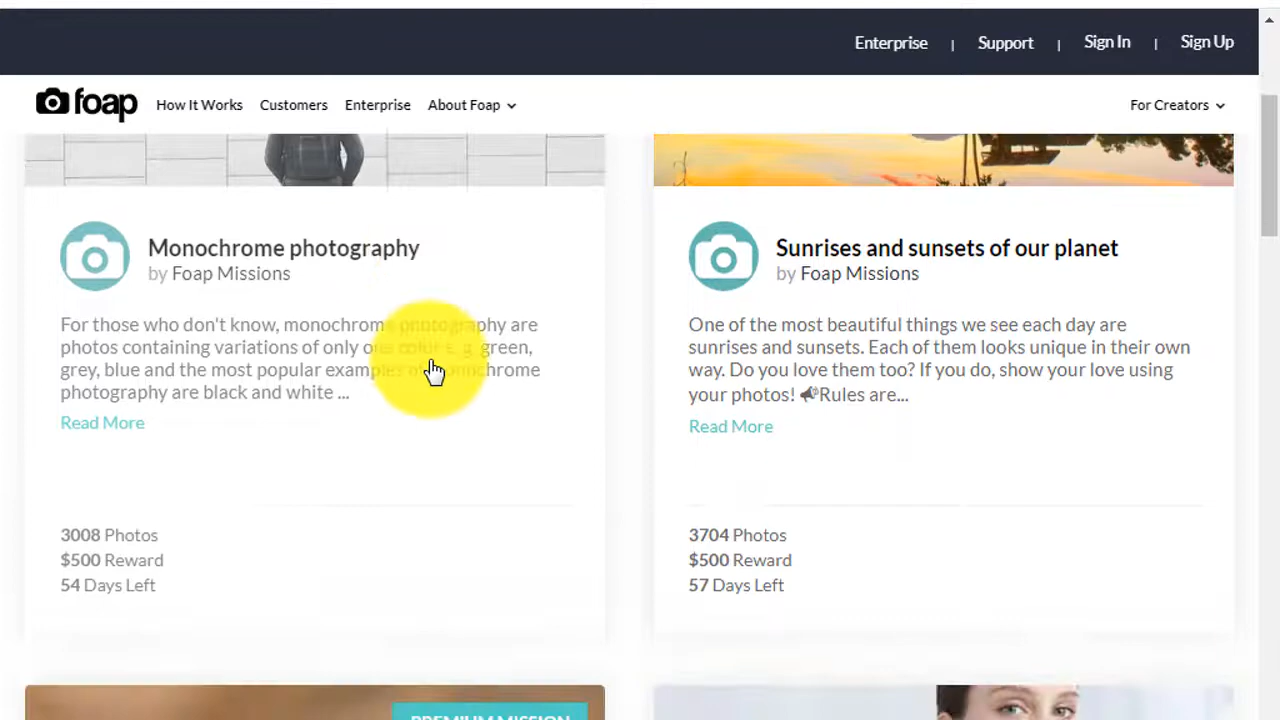 Enterprise | Support | Sign In | Sign Up
foap How It Works Customers Enterprise About Foap For Creators
Monochrome photography
by Foap Missions
For those who don't know, monochrome photography are
photos containing variations of only one color e. g. green,
grey, blue and the most popular examples of monochrome
photography are black and white ...
Read More
3008 Photos
$500 Reward
54 Days Left
Sunrises and sunsets of our planet
by Foap Missions
One of the most beautiful things we see each day are
sunrises and sunsets. Each of them looks unique in their own
way. Do you love them too? If you do, show your love using
your photos! Rules are...
Read More
3704 Photos
$500 Reward
57 Days Left
PREMIUM MISSION